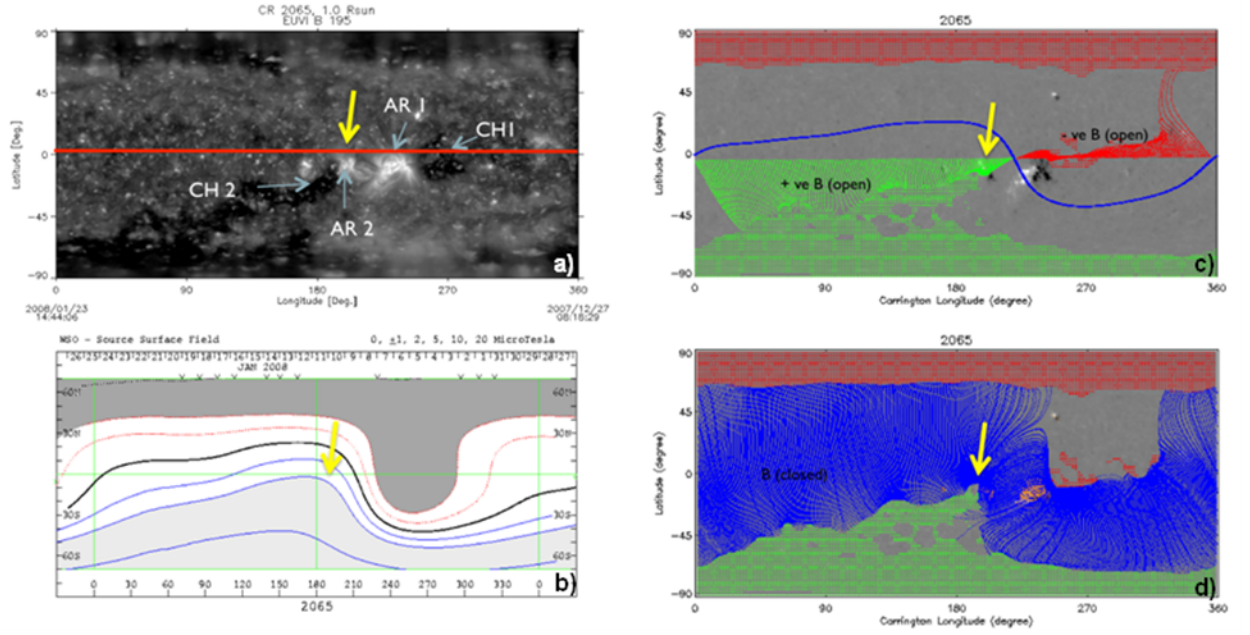 CR 2065, 1.0 Rsun
EUVI B 195
90
45
0
-45
-90
Latitude [Deg.]
AR 1
CH1
CH 2
AR 2
a)
0
90
180
270
360
Longitude [Deg.]
2008/01/23
14:44:06
2007/12/27
08:18:29
WSO - Source Surface Field
0, ±1, 2, 5, 10, 20 MicroTesla
JAN 2008
60N
30N
30S
60S
0
30
60
90
120
150
180
210
240
270
300
330
0
b)
2065
2065
90
45
0
-45
-90
Latitude (degree)
- ve B (open)
+ ve B (open)
c)
0
90
180
270
360
Carrington Longitude (degree)
2065
90
45
0
-45
-90
Latitude (degree)
B (closed)
d)
0
90
180
270
360
Carrington Longitude (degree)